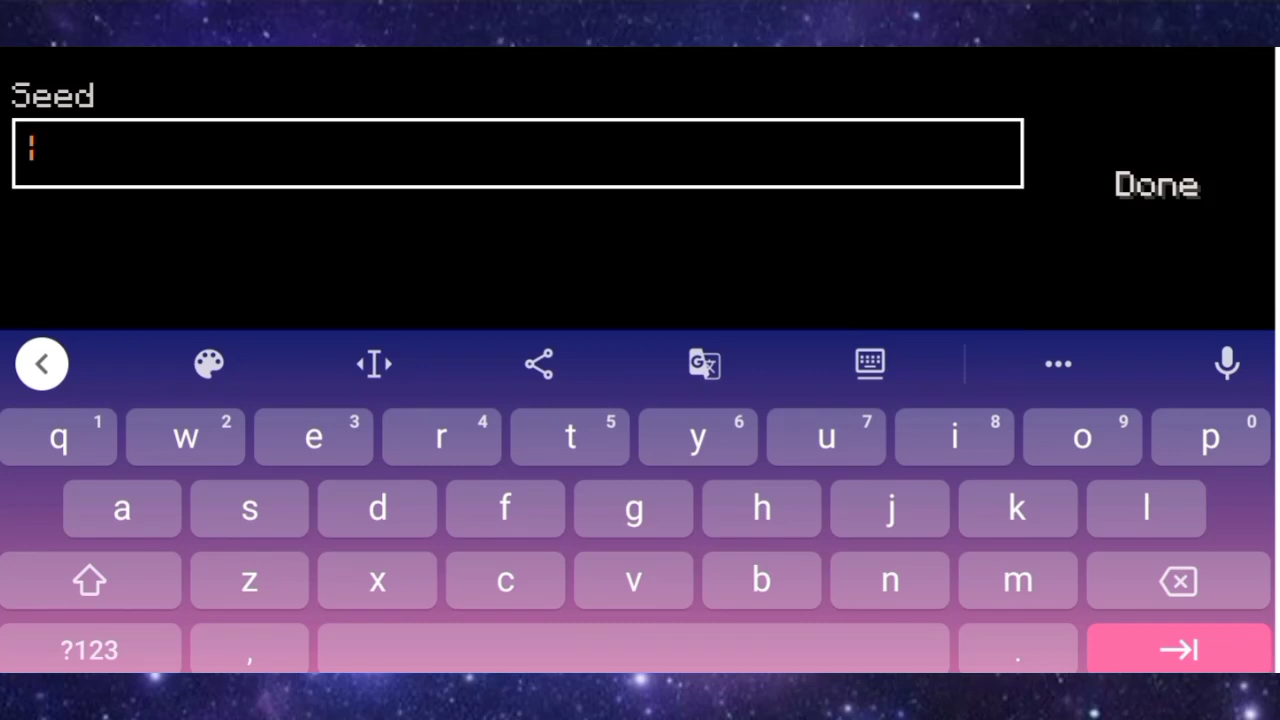 Seed
Done
q 1 w 2 e 3 r 4 t 5 y 6 u 7 i 8 o 9 p 0
a s d f g h j k l
z x c v b n m
?123 , .